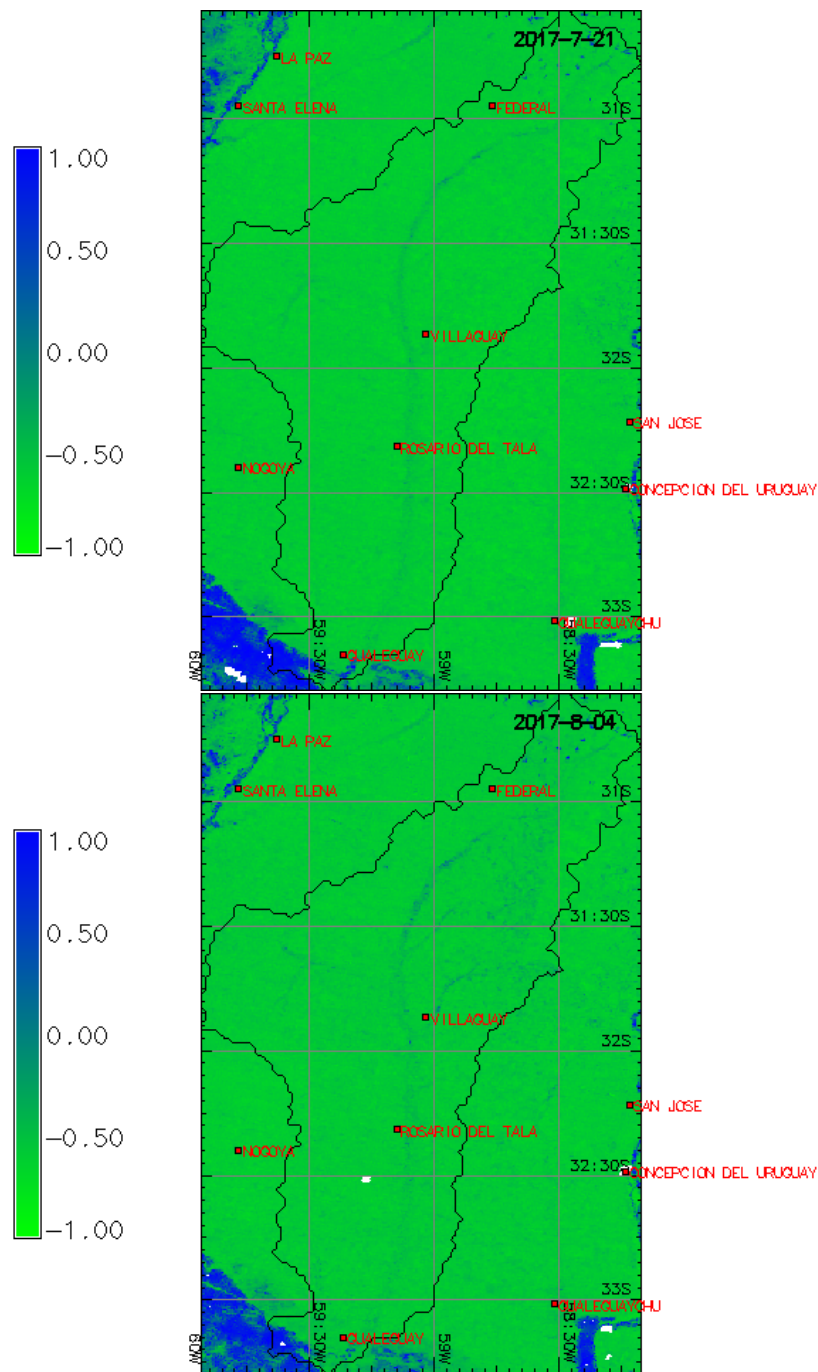 2017-7-21
LA PAZ
SANTA ELENA
FEDERAL
31S
1.00
0.50
31:30S
0.00
VILLAGUAY
32S
-0.50
SAN JOSE
ROSARIO DEL TALA
NOGOYA
32:30S
CONCEPCION DEL URUGUAY
-1.00
33S
GUALEGUAYCHU
GUALEGUAY
60W
59:30W
59W
58:30W
2017-8-04
LA PAZ
SANTA ELENA
FEDERAL
31S
1.00
0.50
31:30S
0.00
VILLAGUAY
32S
-0.50
SAN JOSE
ROSARIO DEL TALA
NOGOYA
32:30S
CONCEPCION DEL URUGUAY
-1.00
33S
GUALEGUAYCHU
GUALEGUAY
60W
59:30W
59W
58:30W